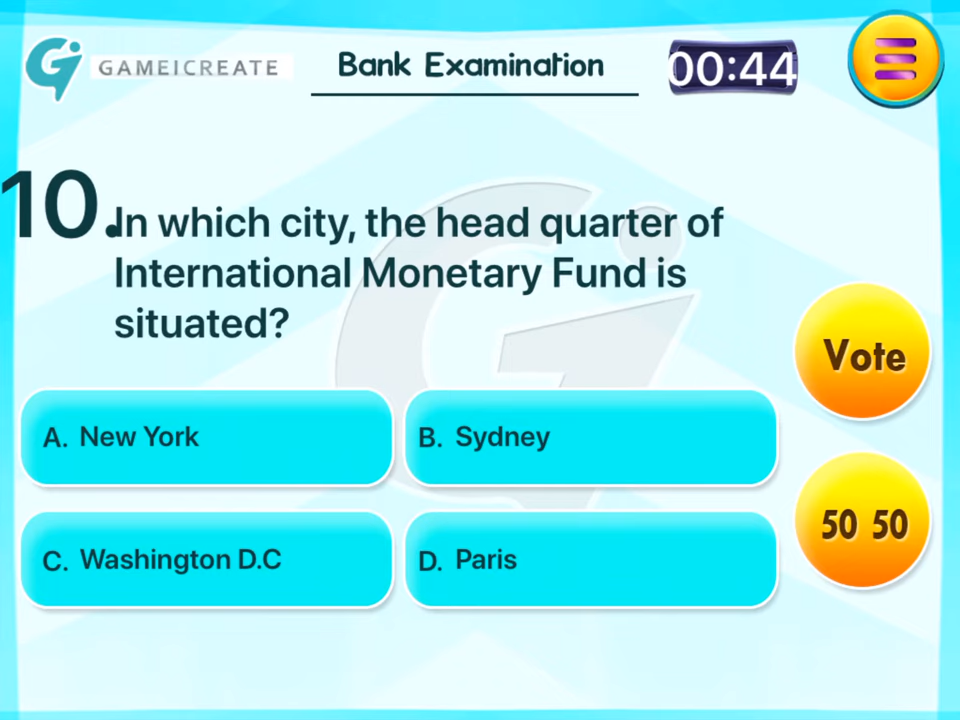 GAMEICREATE
Bank Examination
00:44
10.
In which city, the head quarter of
International Monetary Fund is
situated?
Vote
A. New York
B. Sydney
50 50
C. Washington D.C
D. Paris